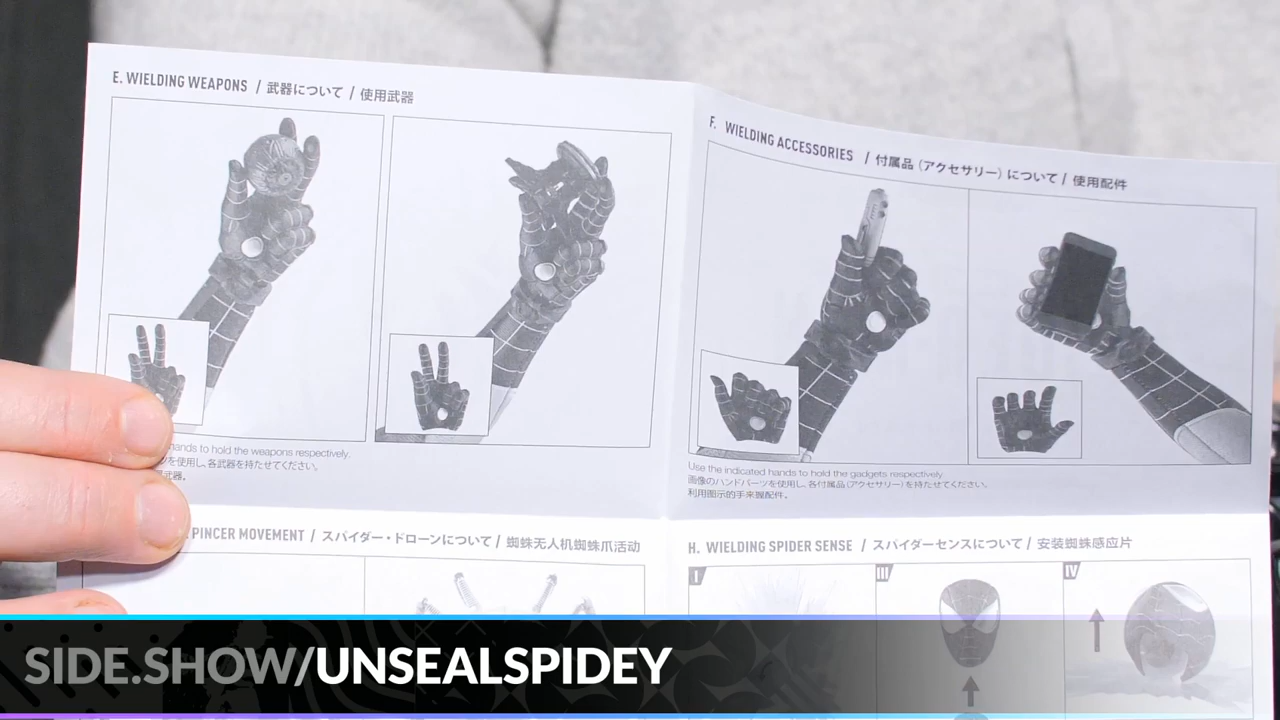 E. WIELDING WEAPONS / 武器について / 使用武器
F. WIELDING ACCESSORIES / 付属品（アクセサリー）について / 使用配件
hands to hold the weapons respectively.
を使用し、各武器を持たせてください。
武器。
Use the indicated hands to hold the gadgets respectively.
画像のハンドパーツを使用し、各付属品（アクセサリー）を持たせてください。
利用图示的手来握配件。
PINCER MOVEMENT / スパイダー・ドローンについて / 蜘蛛无人机蜘蛛爪活动
H. WIELDING SPIDER SENSE / スパイダーセンスについて / 安装蜘蛛感应片
I
III
IV
SIDE.SHOW/UNSEALSPIDEY